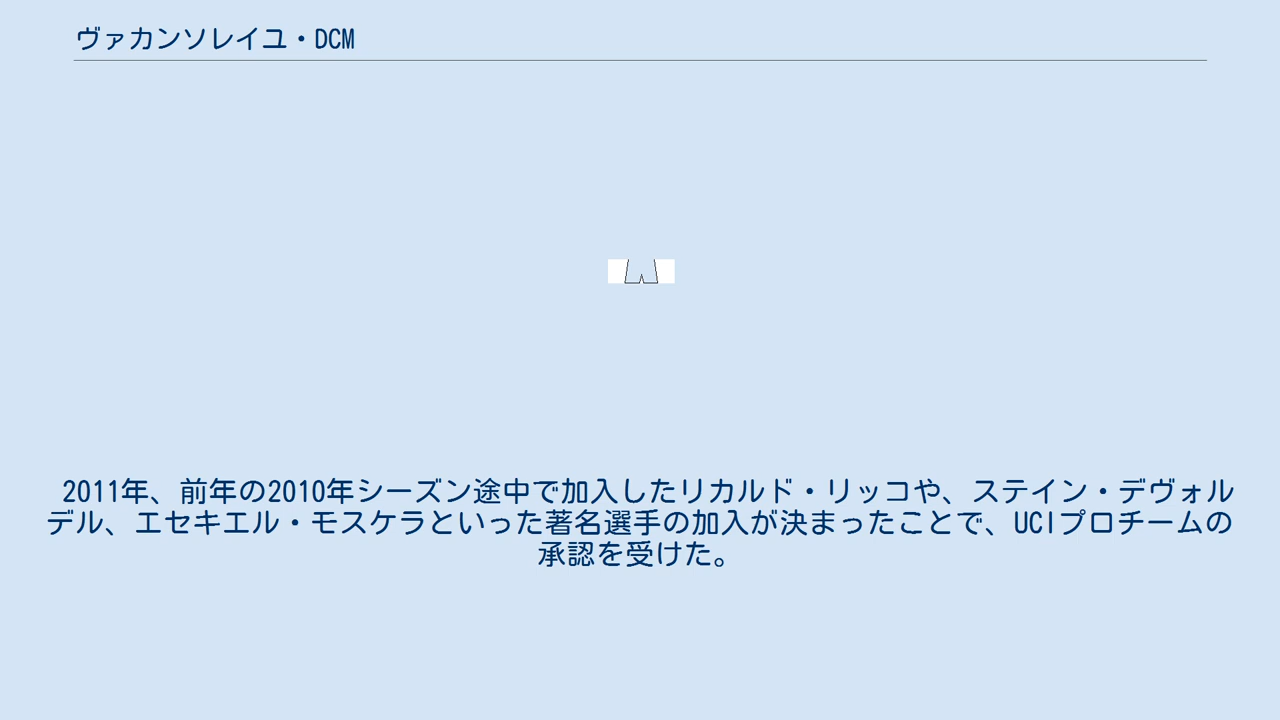 ヴァカンソレイユ・DCM
2011年、前年の2010年シーズン途中で加入したリカルド・リッコや、ステイン・デヴォル
デル、エセキエル・モスケラといった著名選手の加入が決まったことで、UCIプロチームの
承認を受けた。